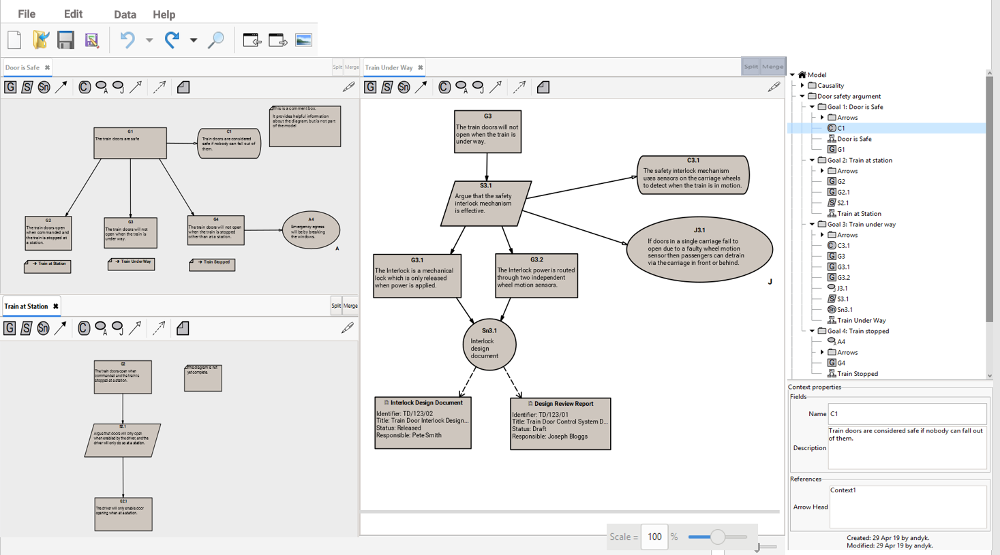 File Edit Data Help
Door is Safe
Split Merge
G S Sn C A J
This is a comment box.
It provides helpful information
about the diagram, but is not part
of the model
G1
The train doors are safe
C1
Train doors are considered
safe if nobody can fall out of
them.
G2
The train doors open
when commanded and
the train is stopped at
a station.
G3
The train doors will not
open when the train is
under way.
G4
The train doors will not open
when the train is stopped
other than at a station.
A4
Emergency egress
will be by breaking
the windows.
A
→ Train at Station
→ Train Under Way
→ Train Stopped
Train at Station
Split Merge
G S Sn C A J
G2
The train doors open when
commanded and the train is
stopped at a station.
This diagram is not
yet complete.
S2.1
Argue that doors will only open
when enabled by the driver, and the
driver will only do so at a station.
G2.1
The driver will only enable door
opening when at a station.
Train Under Way
Split Merge
G S Sn C A J
G3
The train doors will not
open when the train is
under way.
S3.1
Argue that the safety
interlock mechanism
is effective.
C3.1
The safety interlock mechanism
uses sensors on the carriage wheels
to detect when the train is in motion.
J3.1
If doors in a single carriage fail to
open due to a faulty wheel motion
sensor then passengers can detrain
via the carriage in front or behind.
J
G3.1
The Interlock is a mechanical
lock which is only released
when power is applied.
G3.2
The Interlock power is routed
through two independent
wheel motion sensors.
Sn3.1
Interlock
design
document
Interlock Design Document
Identifier: TD/123/02
Title: Train Door Interlock Design...
Status: Released
Responsible: Pete Smith
Design Review Report
Identifier: TD/123/01
Title: Train Door Control System D...
Status: Draft
Responsible: Joseph Bloggs
Scale = 100 %
Model
Causality
Door safety argument
Goal 1: Door is Safe
Arrows
C C1
Door is Safe
G G1
Goal 2: Train at station
Arrows
G G2
G G2.1
S S2.1
Train at Station
Goal 3: Train under way
Arrows
C C3.1
G G3
G G3.1
G G3.2
J J3.1
S S3.1
Sn Sn3.1
Train Under Way
Goal 4: Train stopped
A A4
Arrows
G G4
Train Stopped
Context properties
Fields
Name C1
Description
Train doors are considered safe if nobody can fall out
of them.
References
Arrow Head
Context1
Created: 29 Apr 19 by andyk.
Modified: 29 Apr 19 by andyk.